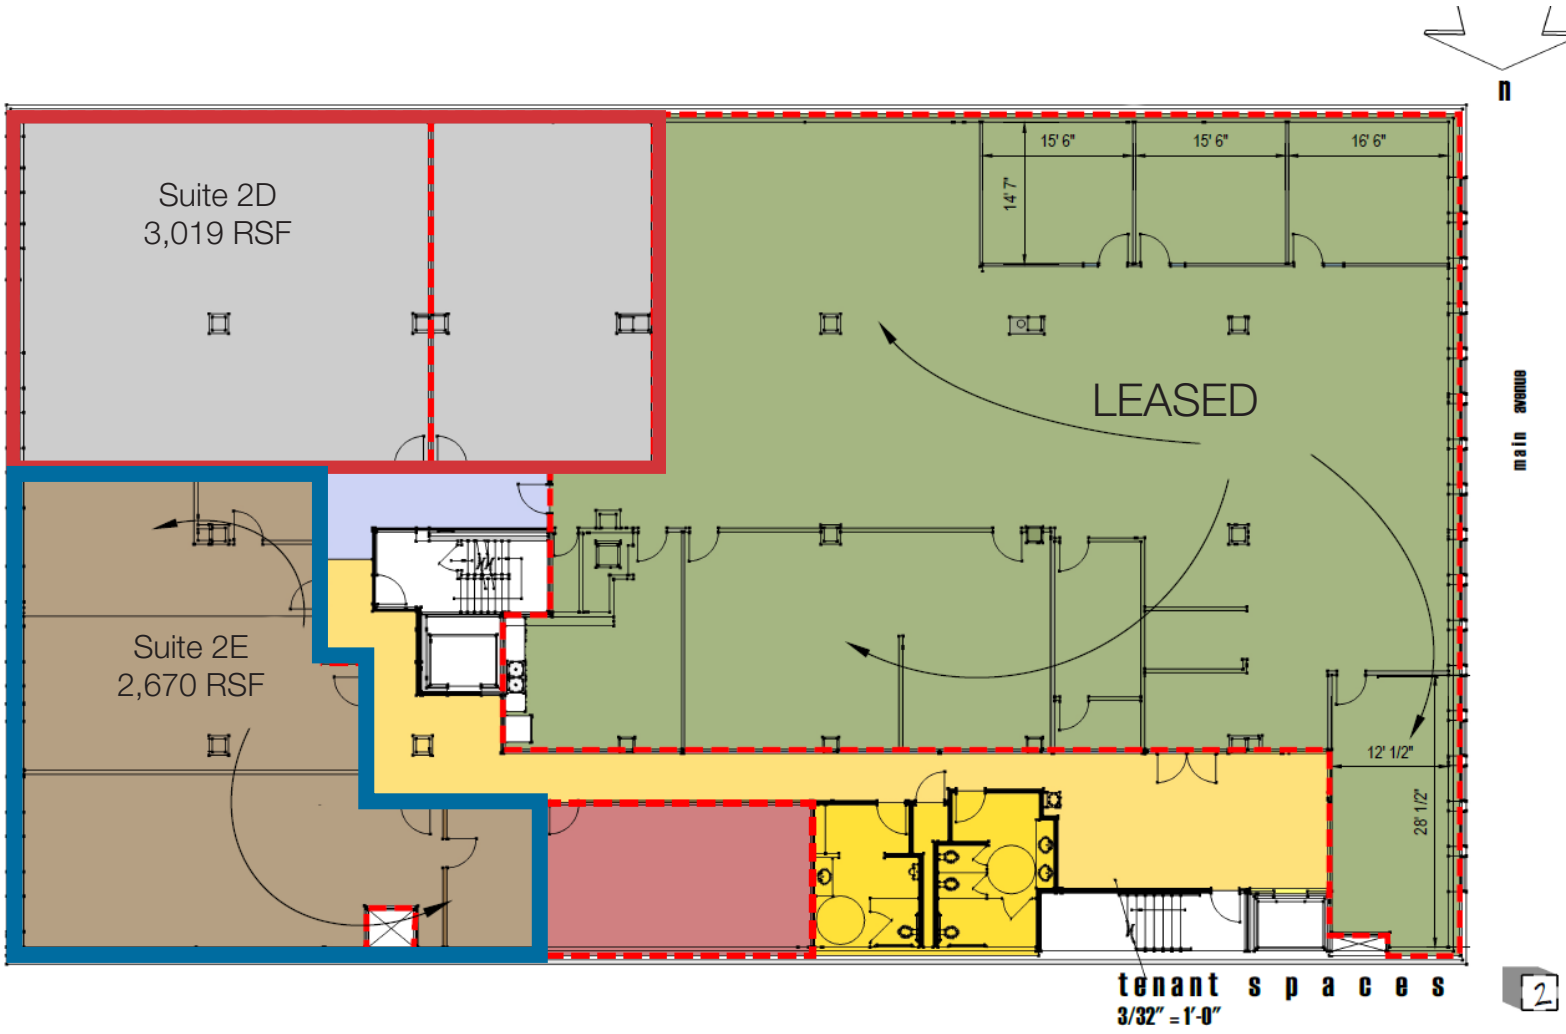 n
15' 6"
15' 6"
16' 6"
14' 7"
Suite 2D
3,019 RSF
LEASED
main avenue
Suite 2E
2,670 RSF
12' 1/2"
28' 1/2"
tenant spaces
3/32" = 1'-0"
2